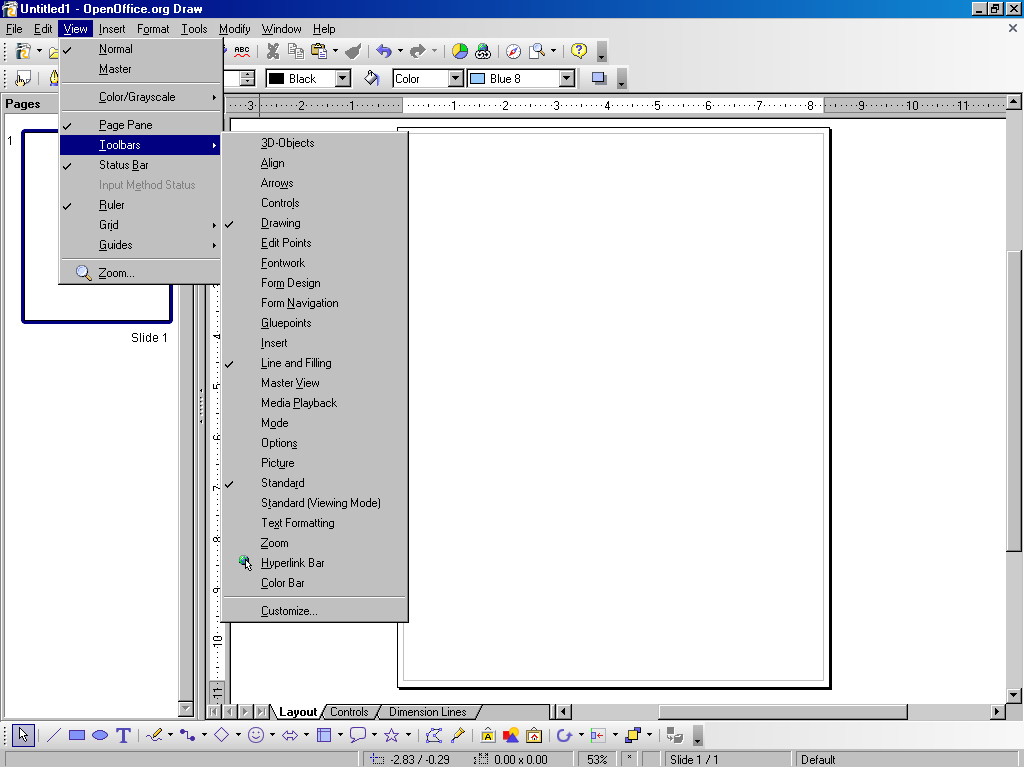 Untitled1 - OpenOffice.org Draw
File Edit View Insert Format Tools Modify Window Help
ABC
Black Color Blue 8
Pages
1
Slide 1
Normal
Master
Color/Grayscale
Page Pane
Toolbars
Status Bar
Input Method Status
Ruler
Grid
Guides
Zoom...
3D-Objects
Align
Arrows
Controls
Drawing
Edit Points
Fontwork
Form Design
Form Navigation
Gluepoints
Insert
Line and Filling
Master View
Media Playback
Mode
Options
Picture
Standard
Standard (Viewing Mode)
Text Formatting
Zoom
Hyperlink Bar
Color Bar
Customize...
3 2 1 1 2 3 4 5 6 7 8 9 10 11
4
5
6
7
8
9
10
11
Layout Controls Dimension Lines
T A
-2.83 / -0.29 0.00 x 0.00 53% * Slide 1 / 1 Default